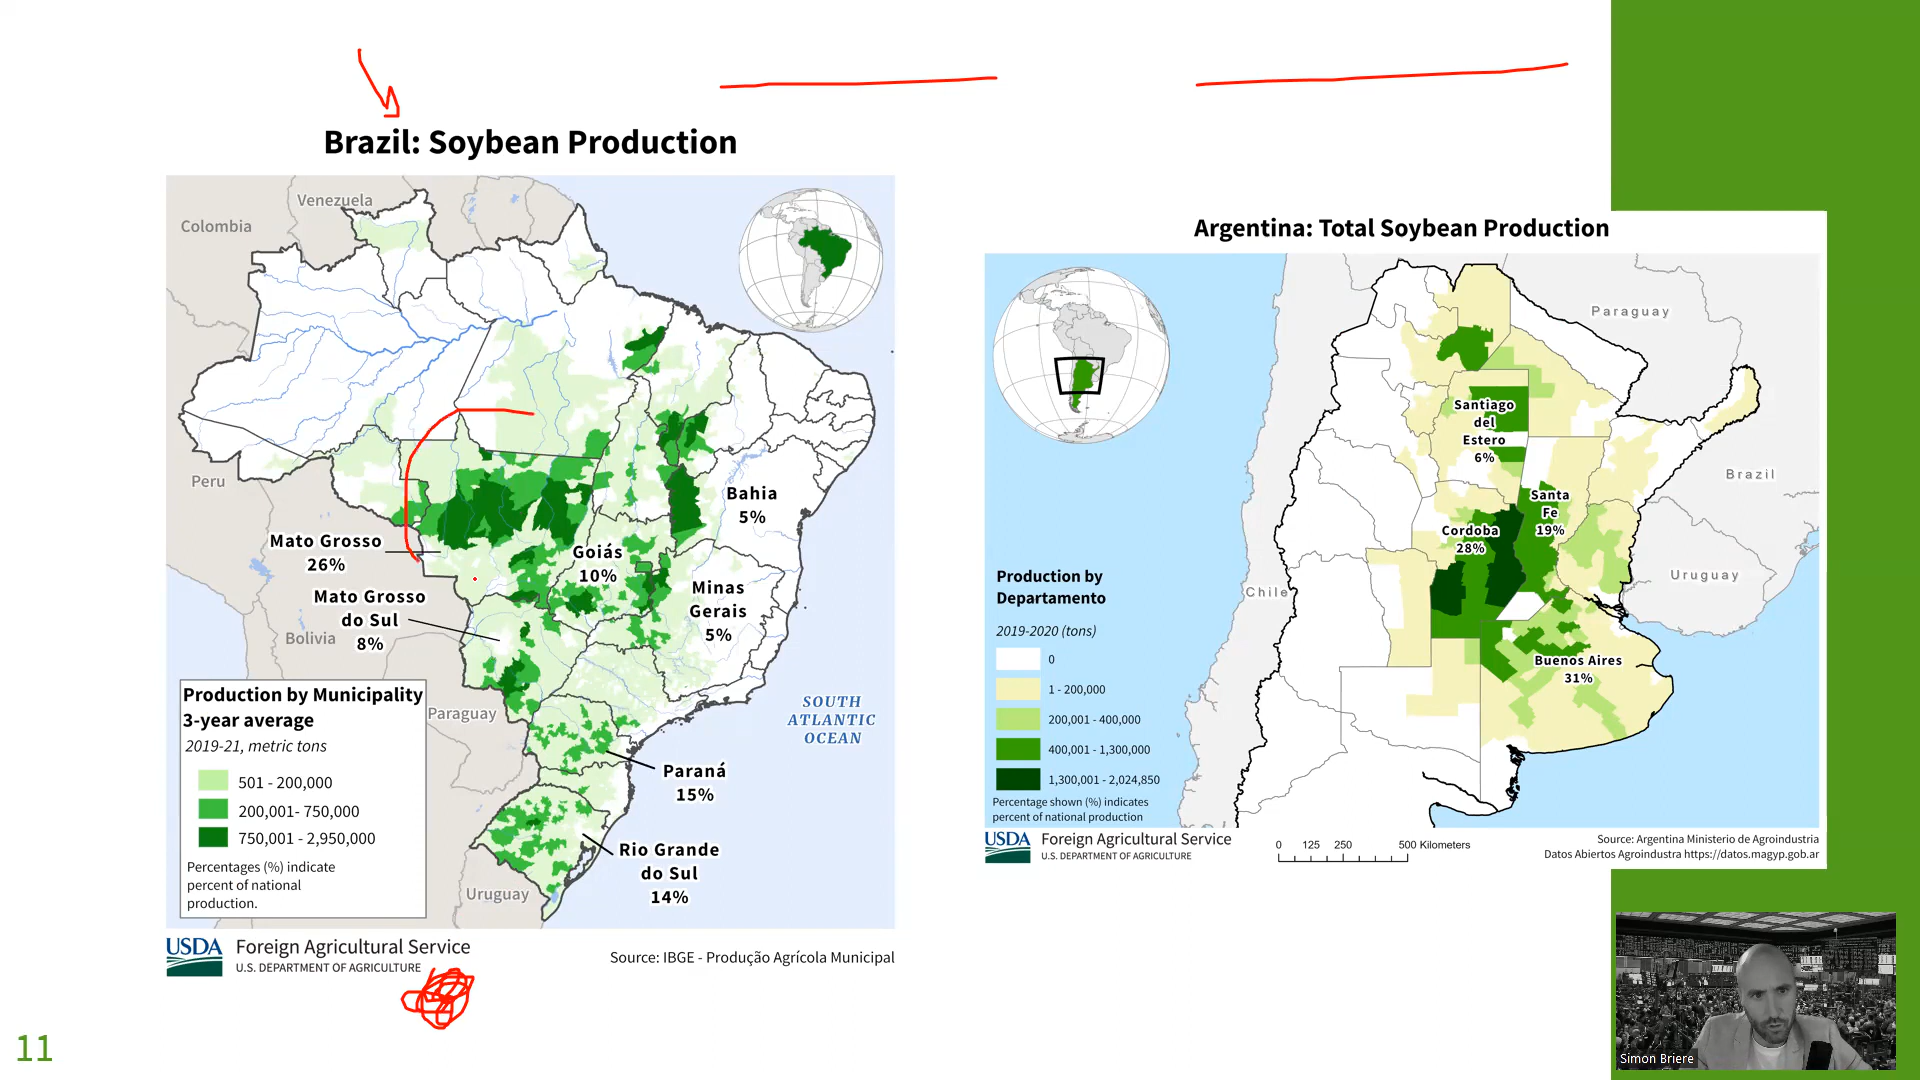 Brazil: Soybean Production
Venezuela
Colombia
Peru
Bahia
5%
Mato Grosso
26%
Goiás
10%
Mato Grosso
do Sul
8%
Minas
Gerais
5%
Bolivia
Paraguay
SOUTH
ATLANTIC
OCEAN
Paraná
15%
Rio Grande
do Sul
14%
Uruguay
Production by Municipality
3-year average
2019-21, metric tons
501 - 200,000
200,001- 750,000
750,001 - 2,950,000
Percentages (%) indicate
percent of national
production.
USDA
Foreign Agricultural Service
U.S. DEPARTMENT OF AGRICULTURE
Source: IBGE - Produção Agrícola Municipal
Argentina: Total Soybean Production
Paraguay
Santiago
del
Estero
6%
Brazil
Santa
Fe
19%
Cordoba
28%
Uruguay
Chile
Buenos Aires
31%
Production by
Departamento
2019-2020 (tons)
0
1 - 200,000
200,001 - 400,000
400,001 - 1,300,000
1,300,001 - 2,024,850
Percentage shown (%) indicates
percent of national production
USDA
Foreign Agricultural Service
U.S. DEPARTMENT OF AGRICULTURE
0 125 250 500 Kilometers
Source: Argentina Ministerio de Agroindustria
Datos Abiertos Agroindustra https://datos.magyp.gob.ar
11
Simon Briere